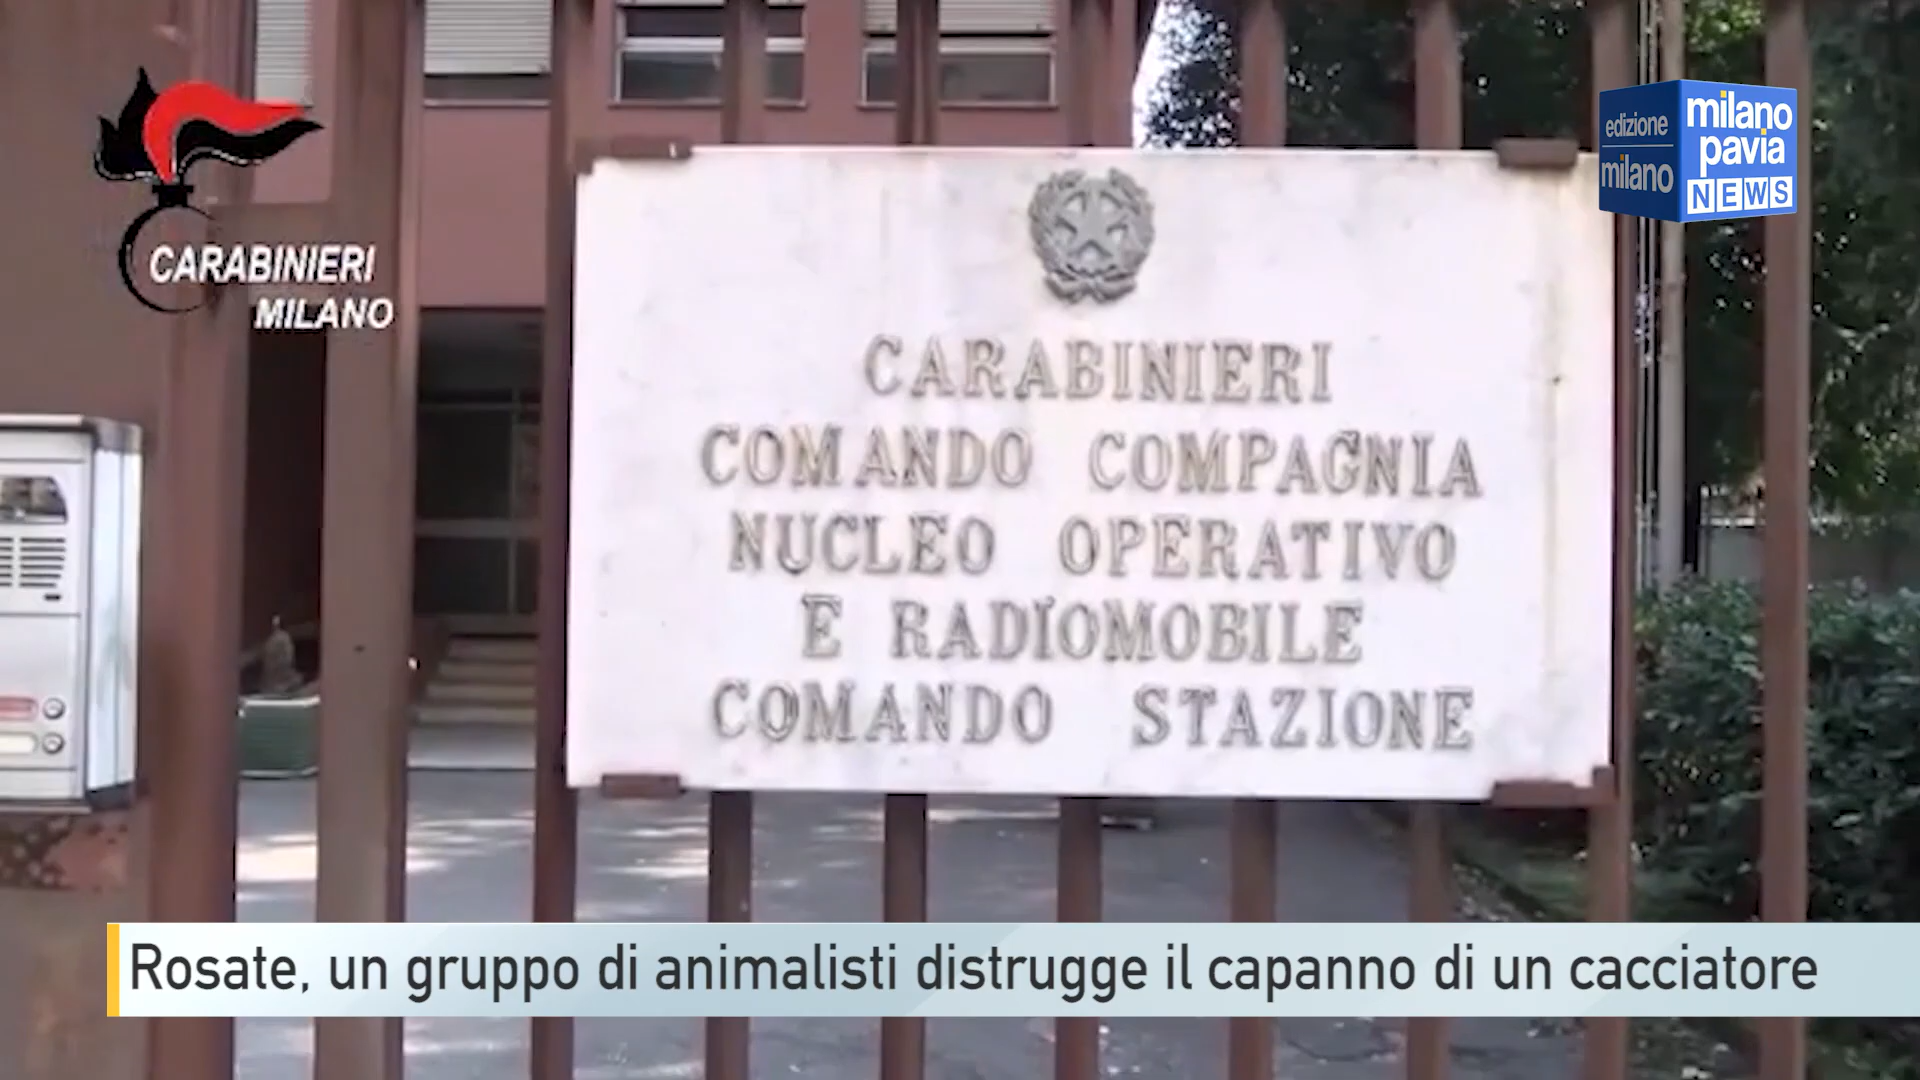 CARABINIERI
MILANO
edizione
milano
milano
pavia
NEWS
CARABINIERI
COMANDO COMPAGNIA
NUCLEO OPERATIVO
E RADIOMOBILE
COMANDO STAZIONE
Rosate, un gruppo di animalisti distrugge il capanno di un cacciatore